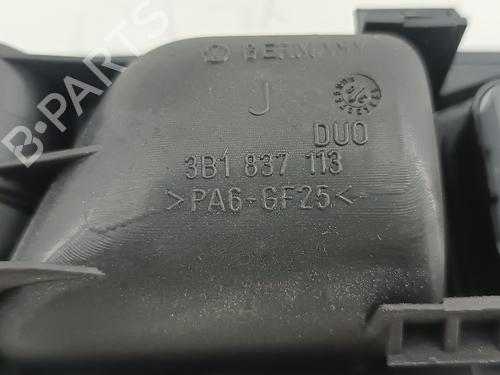 GERMANY
J
DUO
3B1 837 113
>PA6-GF25<
B-PARTS